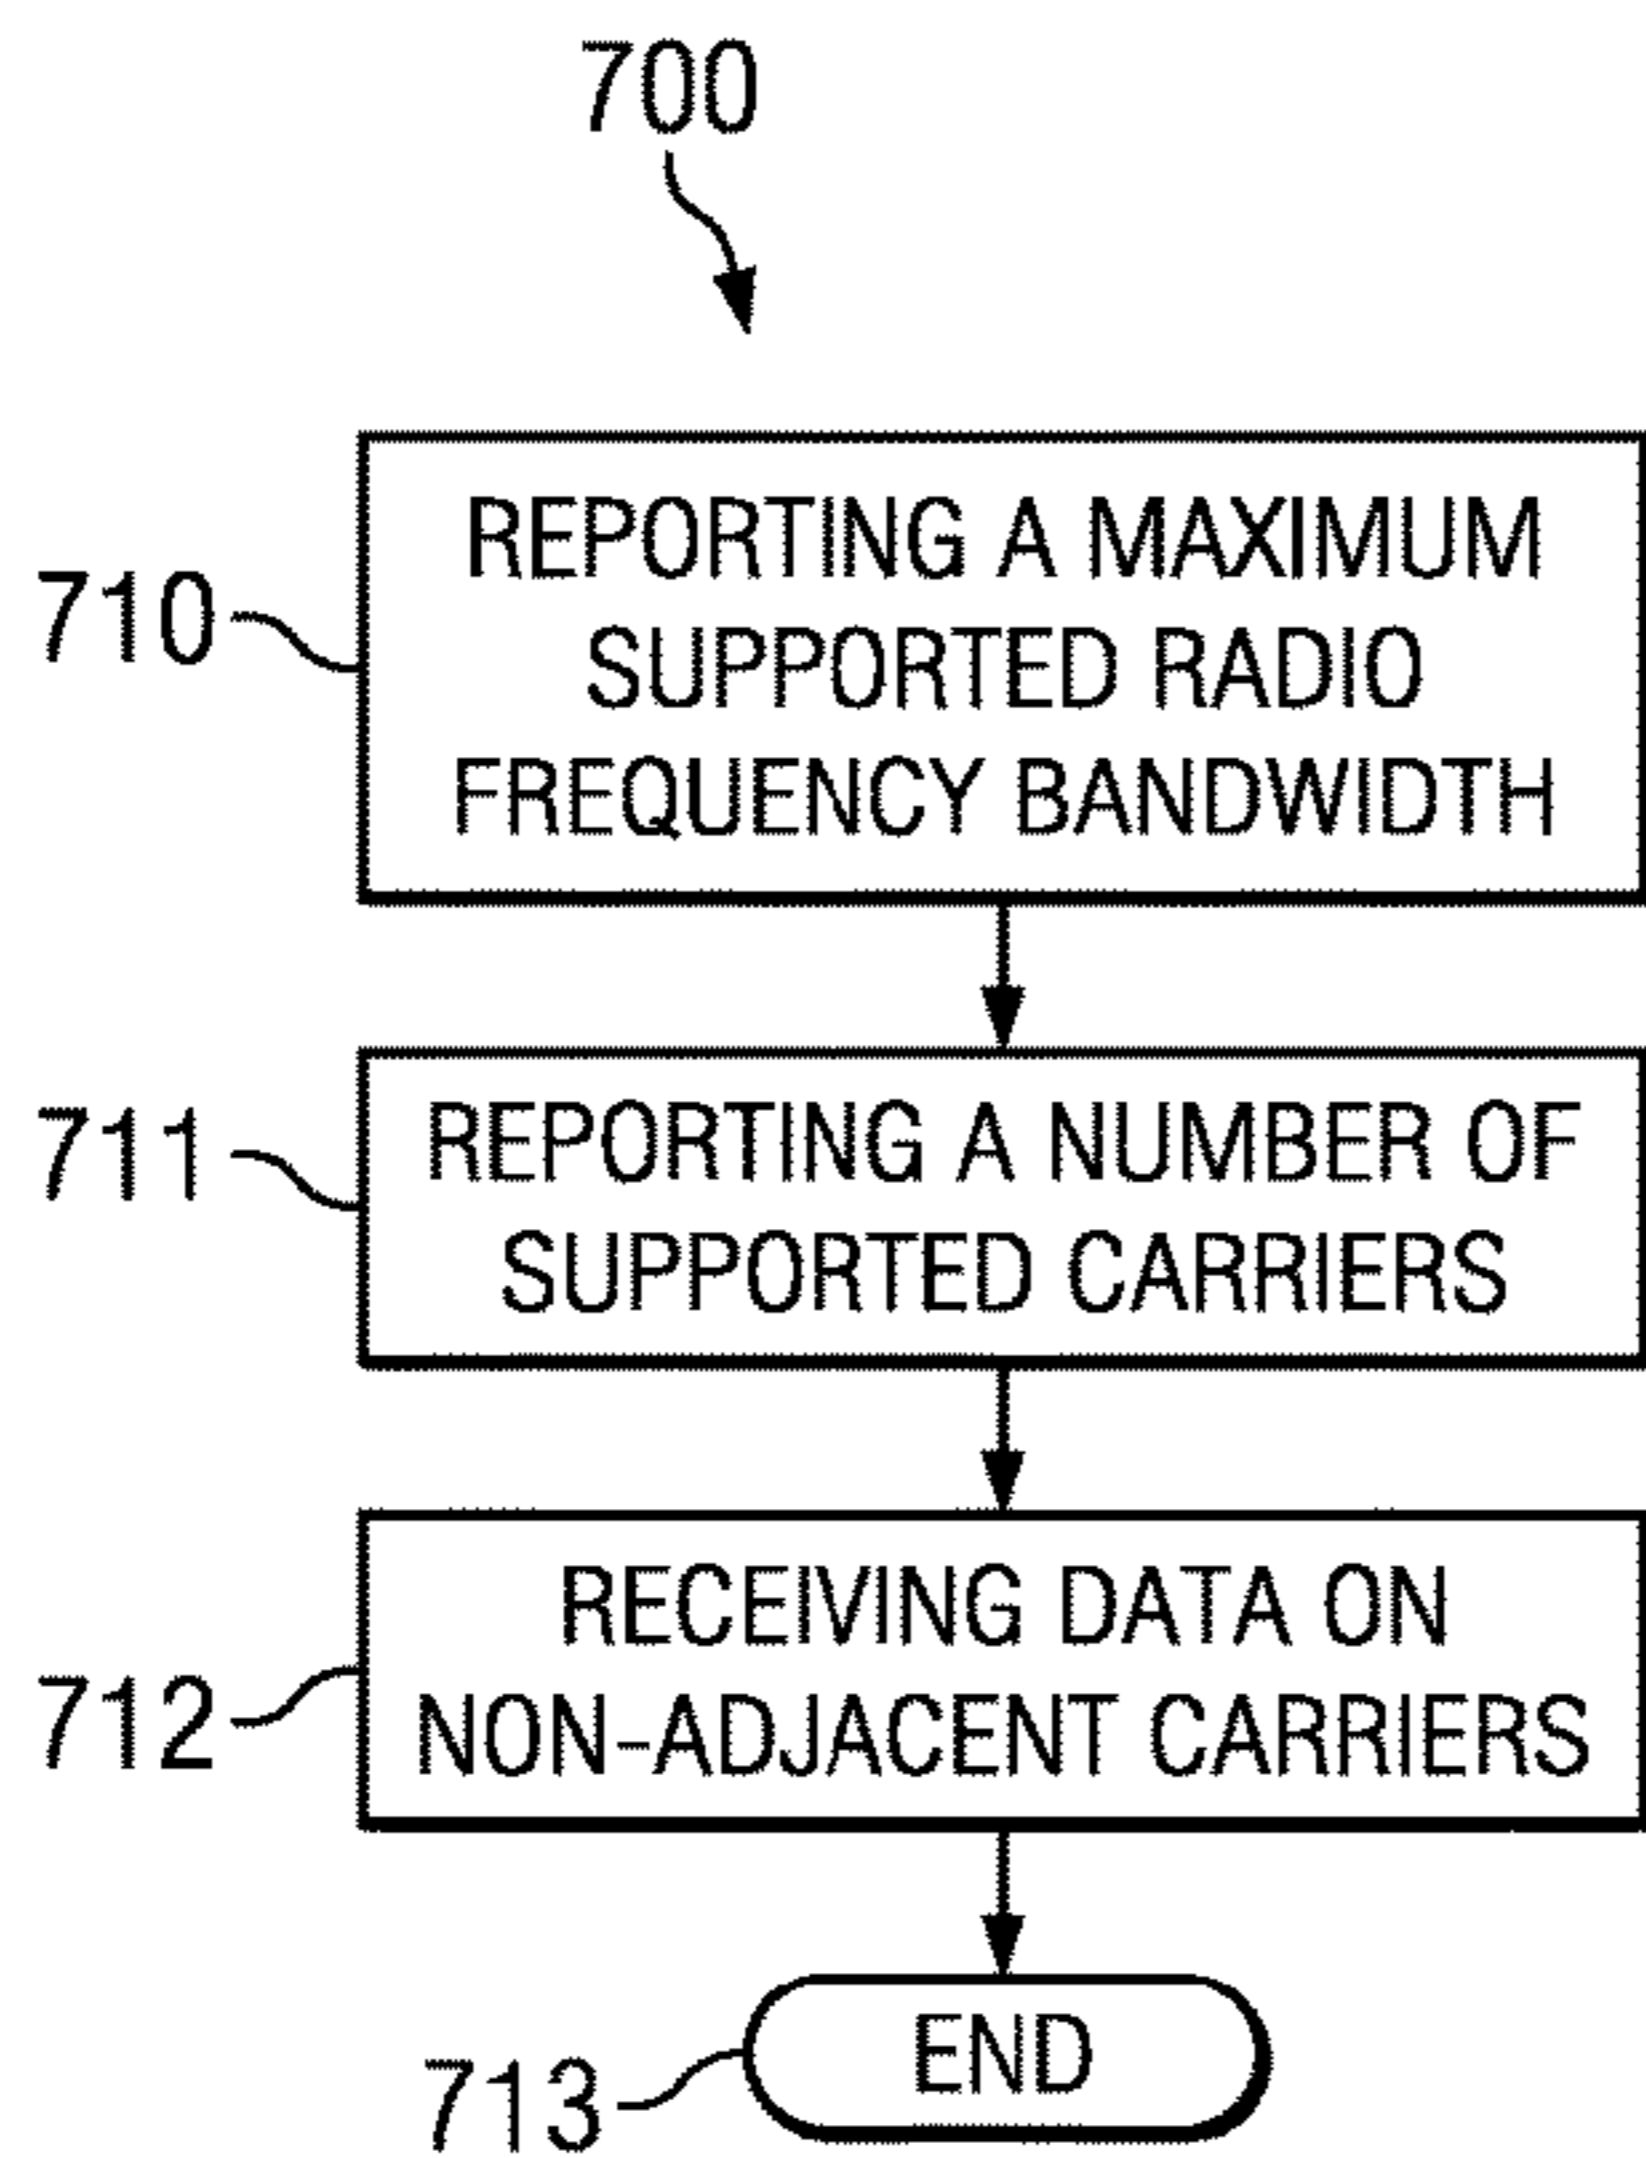 700
710
REPORTING A MAXIMUM
SUPPORTED RADIO
FREQUENCY BANDWIDTH
711
REPORTING A NUMBER OF
SUPPORTED CARRIERS
712
RECEIVING DATA ON
NON-ADJACENT CARRIERS
713
END